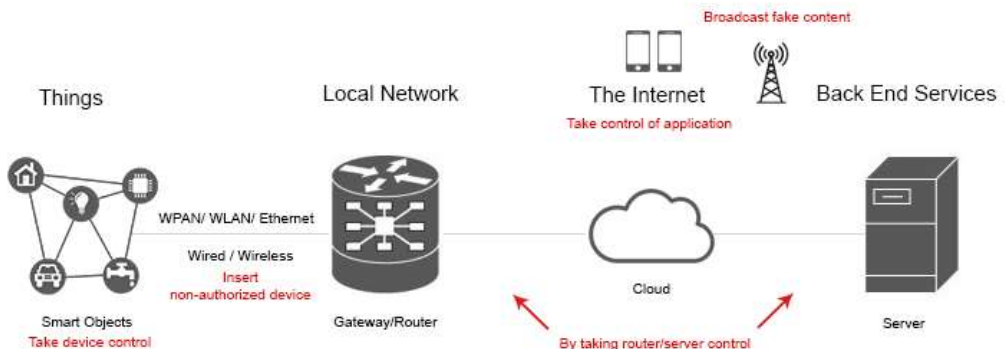 Broadcast fake content
Things
Local Network
The Internet
Back End Services
Take control of application
WPAN/ WLAN/ Ethernet
Wired / Wireless
Insert
non-authorized device
Cloud
Smart Objects
Gateway/Router
Server
Take device control
By taking router/server control